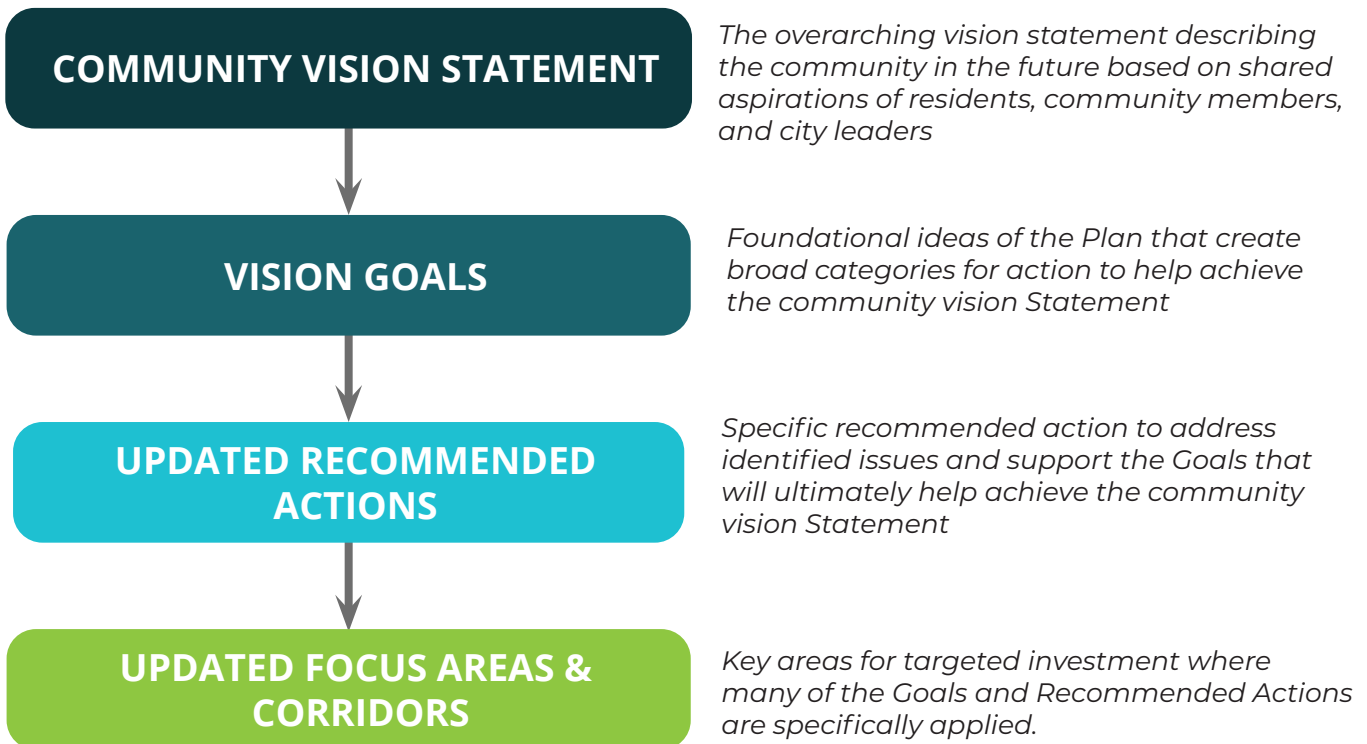 COMMUNITY VISION STATEMENT
The overarching vision statement describing
the community in the future based on shared
aspirations of residents, community members,
and city leaders
VISION GOALS
Foundational ideas of the Plan that create
broad categories for action to help achieve
the community vision Statement
UPDATED RECOMMENDED
ACTIONS
Specific recommended action to address
identified issues and support the Goals that
will ultimately help achieve the community
vision Statement
UPDATED FOCUS AREAS &
CORRIDORS
Key areas for targeted investment where
many of the Goals and Recommended Actions
are specifically applied.